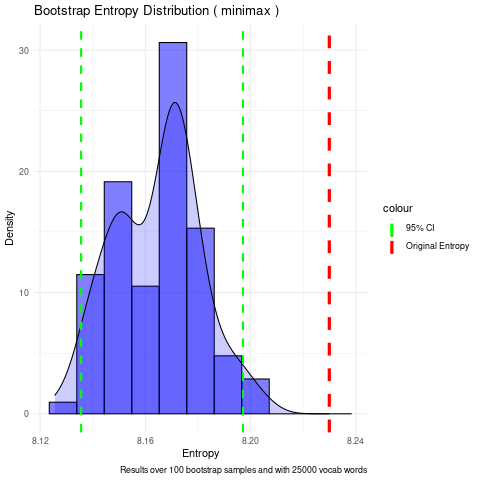 Bootstrap Entropy Distribution ( minimax )
30
20
10
0
Density
8.12 8.16 8.20 8.24
Entropy
colour
95% CI
Original Entropy
Results over 100 bootstrap samples and with 25000 vocab words